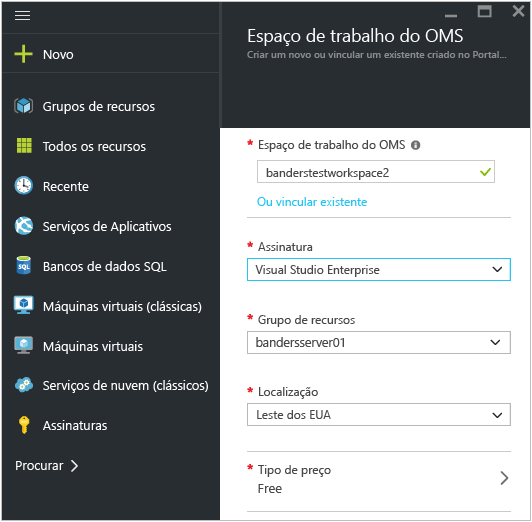 Novo
Grupos de recursos
Todos os recursos
Recente
Serviços de Aplicativos
SQL
Bancos de dados SQL
Máquinas virtuais (clássicas)
Máquinas virtuais
Serviços de nuvem (clássicos)
Assinaturas
Procurar
Espaço de trabalho do OMS
Criar um novo ou vincular um existente criado no Portal...
* Espaço de trabalho do OMS
banderstestworkspace2
Ou vincular existente
* Assinatura
Visual Studio Enterprise
* Grupo de recursos
bandersserver01
* Localização
Leste dos EUA
* Tipo de preço
Free